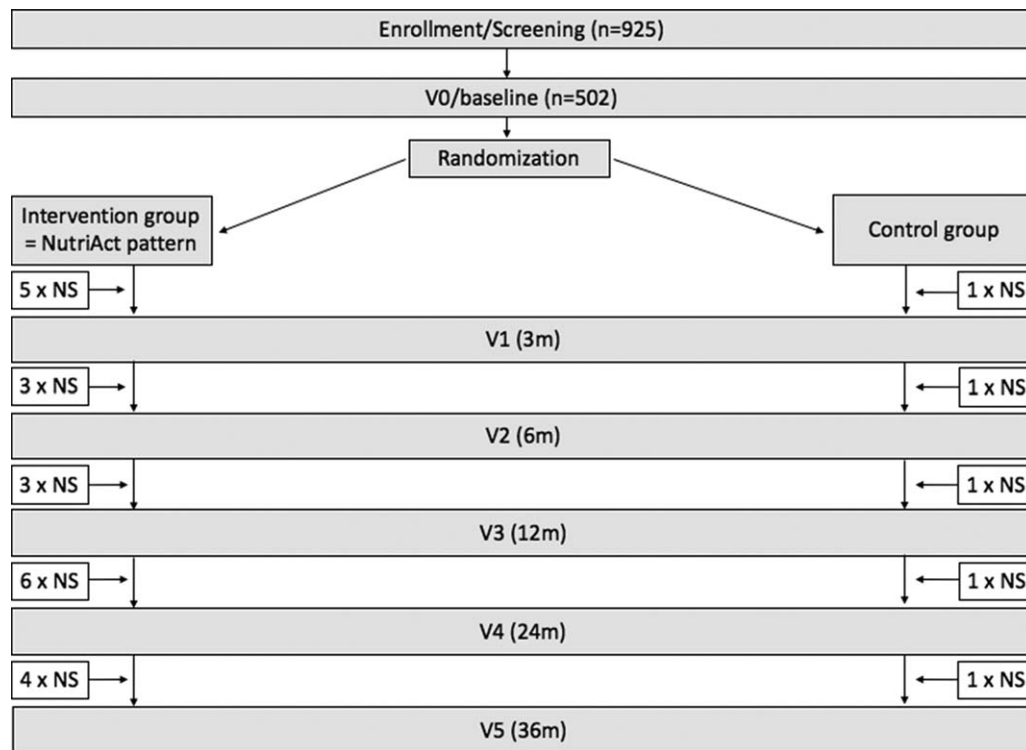 Enrollment/Screening (n=925)
V0/baseline (n=502)
Randomization
Intervention group
= NutriAct pattern
Control group
5 x NS
1 x NS
V1 (3m)
3 x NS
1 x NS
V2 (6m)
3 x NS
1 x NS
V3 (12m)
6 x NS
1 x NS
V4 (24m)
4 x NS
1 x NS
V5 (36m)